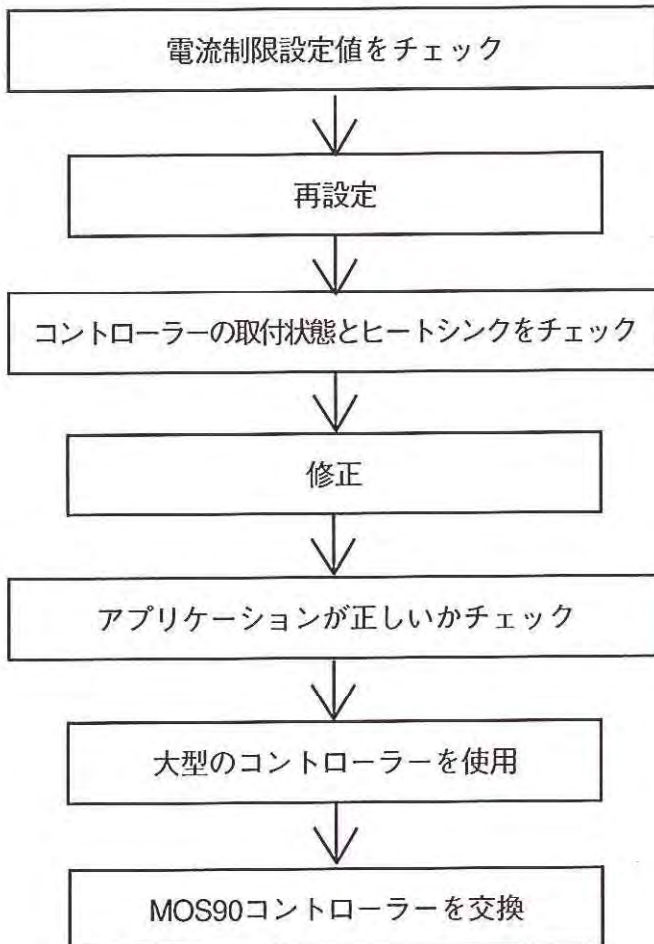 電流制限設定値をチェック
再設定
コントローラーの取付状態とヒートシンクをチェック
修正
アプリケーションが正しいかチェック
大型のコントローラーを使用
MOS90コントローラーを交換